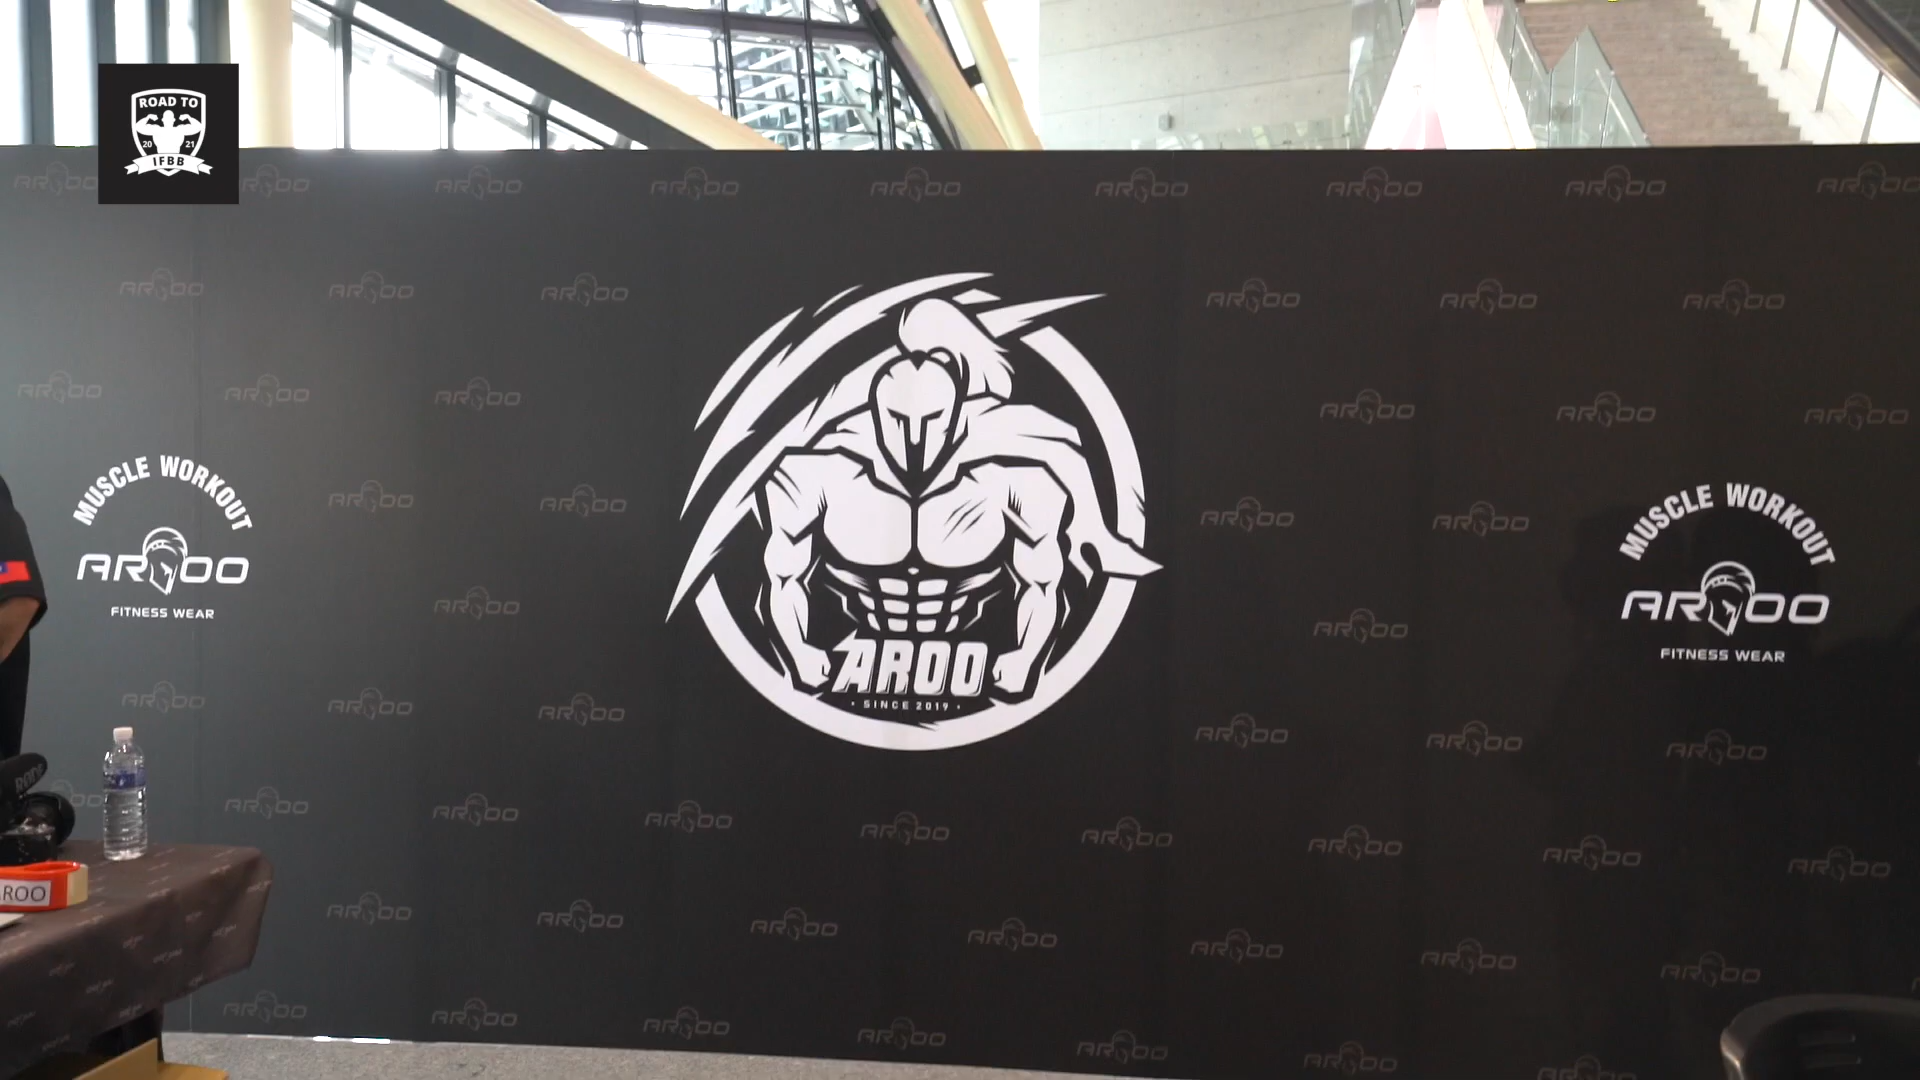 ROAD TO
20 21
IFBB
MUSCLE WORKOUT
AROO
FITNESS WEAR
AROO
· SINCE 2019 ·
MUSCLE WORKOUT
AROO
FITNESS WEAR
RODE
AROO